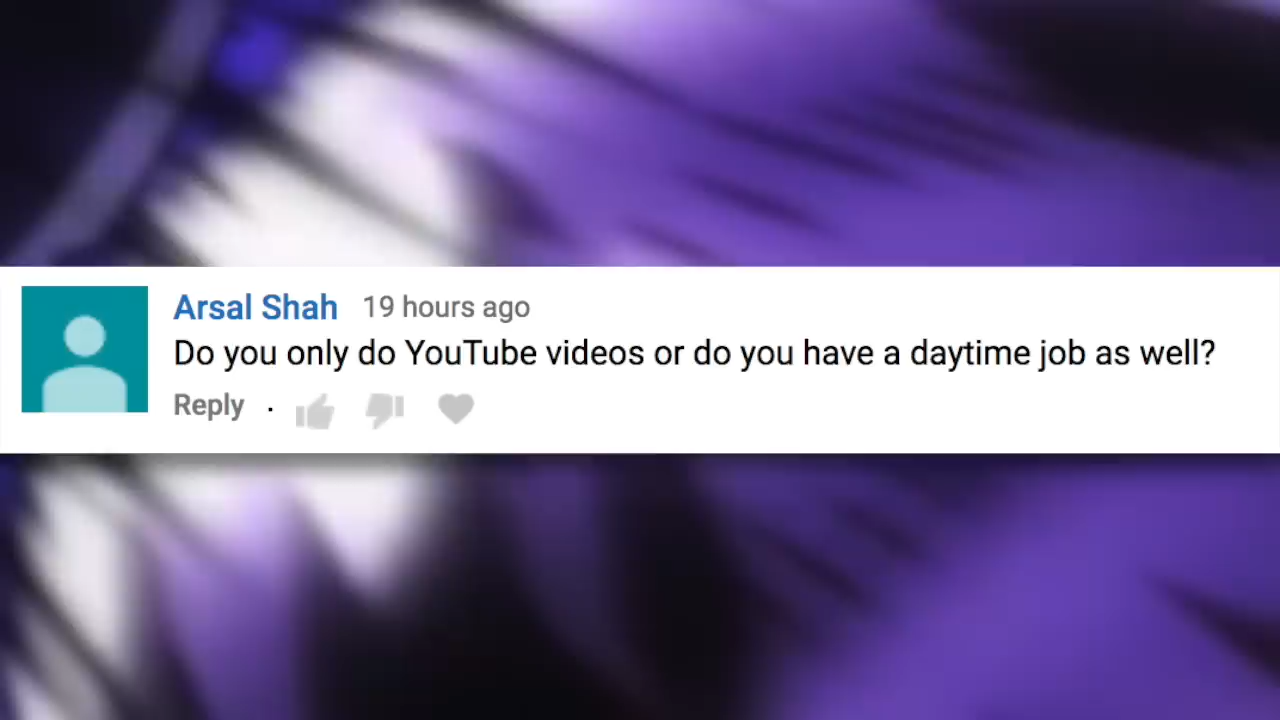 Arsal Shah 19 hours ago
Do you only do YouTube videos or do you have a daytime job as well?
Reply ·